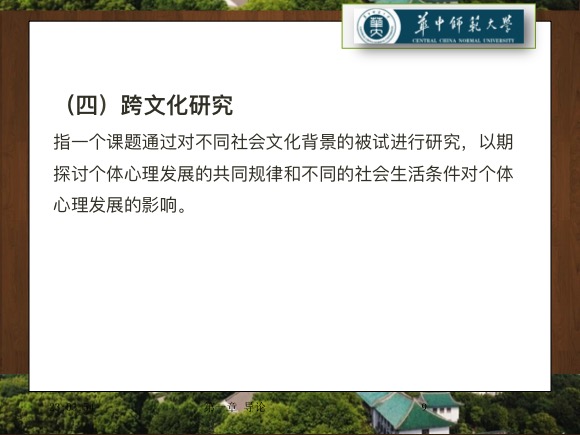 華中師範大學
CENTRAL CHINA NORMAL UNIVERSITY
（四）跨文化研究
指一个课题通过对不同社会文化背景的被试进行研究，以期
探讨个体心理发展的共同规律和不同的社会生活条件对个体
心理发展的影响。
章 导论